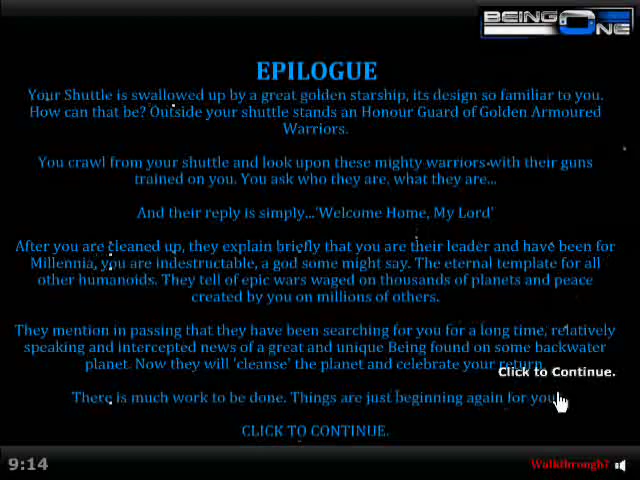 BEING ONE
EPILOGUE
Your Shuttle is swallowed up by a great golden starship, its design so familiar to you.
How can that be? Outside your shuttle stands an Honour Guard of Golden Armoured
Warriors.
You crawl from your shuttle and look upon these mighty warriors with their guns
trained on you. You ask who they are, what they are...
And their reply is simply...'Welcome Home, My Lord'
After you are cleaned up, they explain briefly that you are their leader and have been for
Millennia, you are indestructable, a god some might say. The eternal template for all
other humanoids. They tell of epic wars waged on thousands of planets and peace
created by you on millions of others.
They mention in passing that they have been searching for you for a long time, relatively
speaking and intercepted news of a great and unique Being found on some backwater
planet. Now they will 'cleanse' the planet and celebrate your return
Click to Continue.
There is much work to be done. Things are just beginning again for you
CLICK TO CONTINUE.
9:14
Walkthrough?